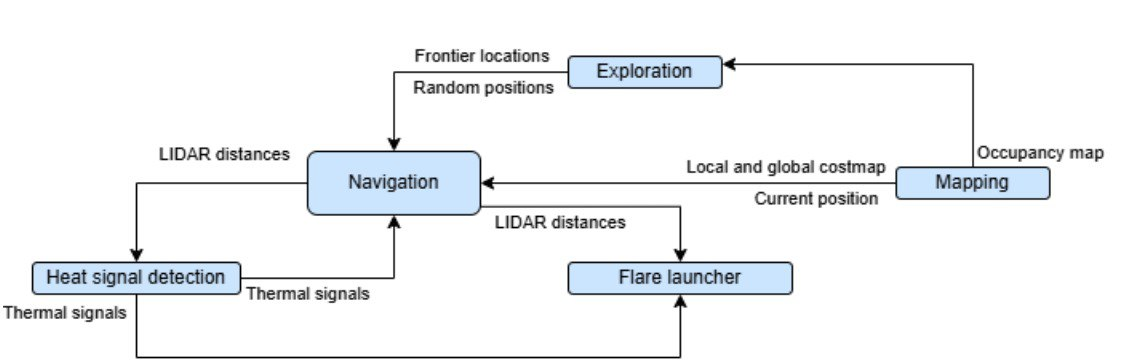 Frontier locations
Exploration
Random positions
LIDAR distances
Occupancy map
Local and global costmap
Navigation
Mapping
Current position
LIDAR distances
Heat signal detection
Flare launcher
Thermal signals
Thermal signals